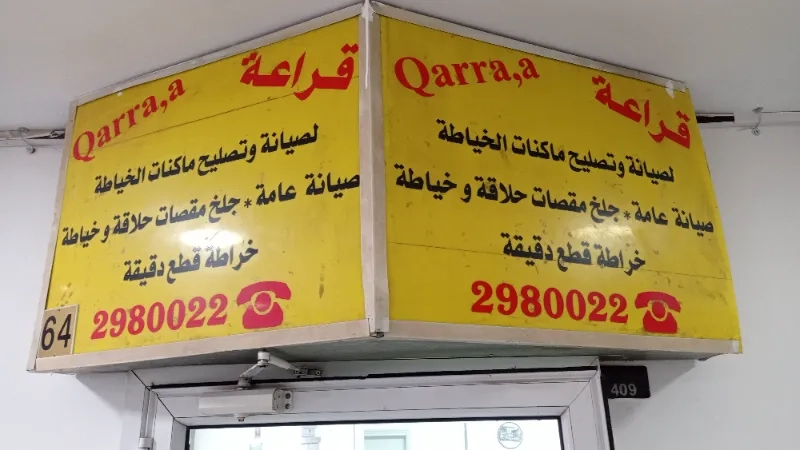 Qarra,a قراعة
لصيانة وتصليح ماكنات الخياطة
صيانة عامة * جلخ مقصات حلاقة و خياطة
خراطة قطع دقيقة
2980022
64
Qarra,a قراعة
لصيانة وتصليح ماكنات الخياطة
صيانة عامة * جلخ مقصات حلاقة و خياطة
خراطة قطع دقيقة
2980022
409